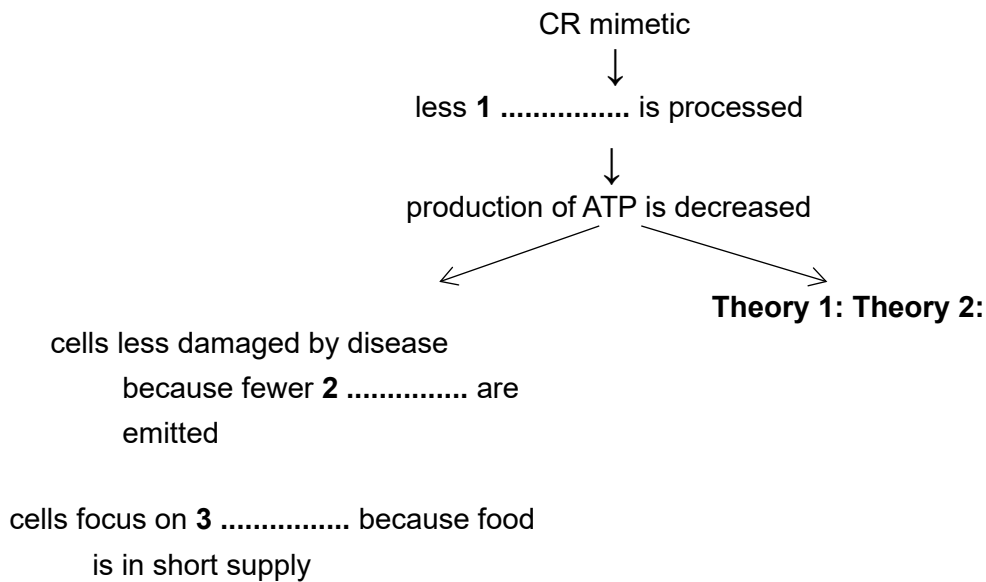 CR mimetic
less 1 ................ is processed
production of ATP is decreased
Theory 1: Theory 2:
cells less damaged by disease
because fewer 2 ............... are
emitted
cells focus on 3 ................ because food
is in short supply